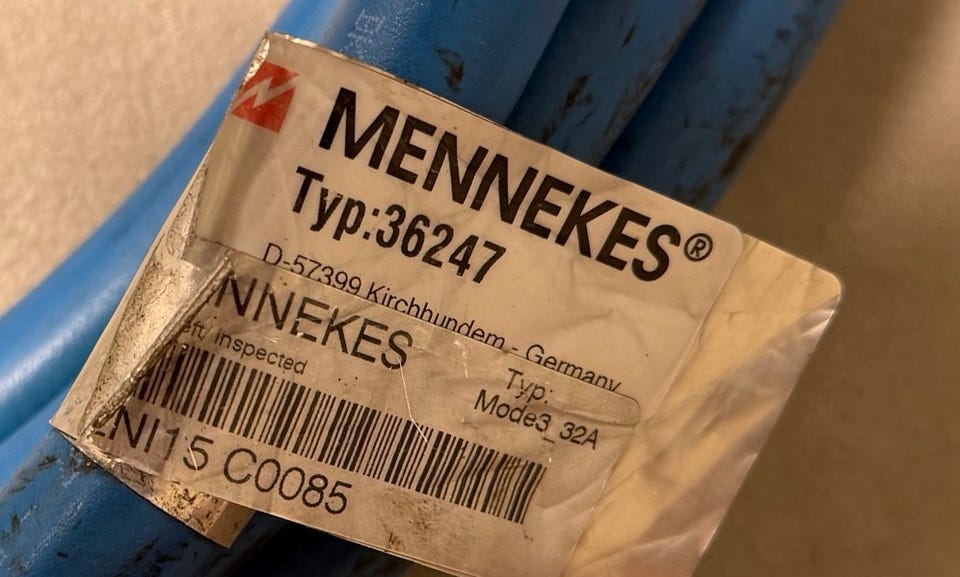 MENNEKES®
Typ:36247
D-57399 Kirchhundem - Germany
NNEKES
Typ:
inspected
Mode3_32A
ENI15 C0085